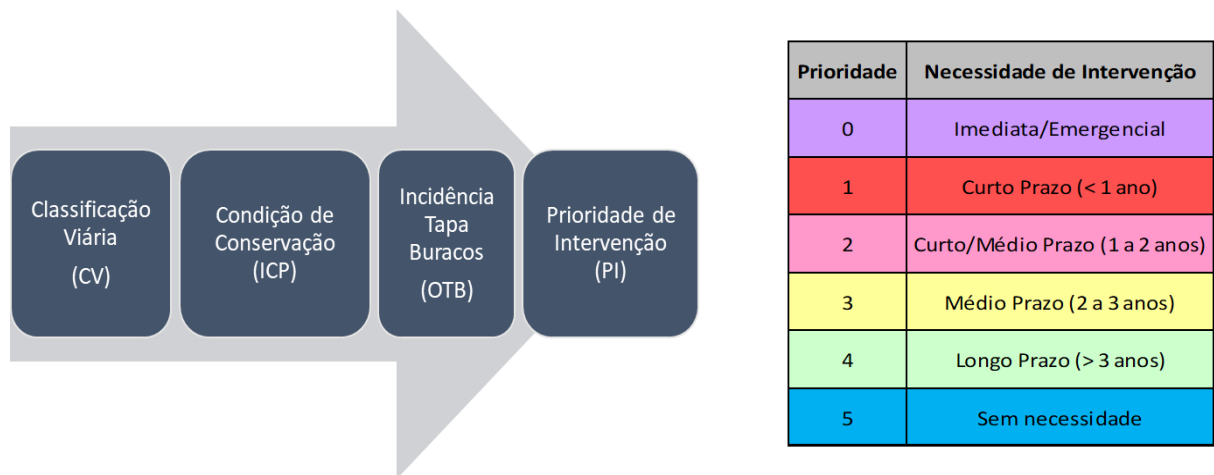 Classificação
Viária
(CV)
Condição de
Conservação
(ICP)
Incidência
Tapa
Buracos
(OTB)
Prioridade de
Intervenção
(PI)
Prioridade Necessidade de Intervenção
0 Imediata/Emergencial
1 Curto Prazo (< 1 ano)
2 Curto/Médio Prazo (1 a 2 anos)
3 Médio Prazo (2 a 3 anos)
4 Longo Prazo (> 3 anos)
5 Sem necessidade